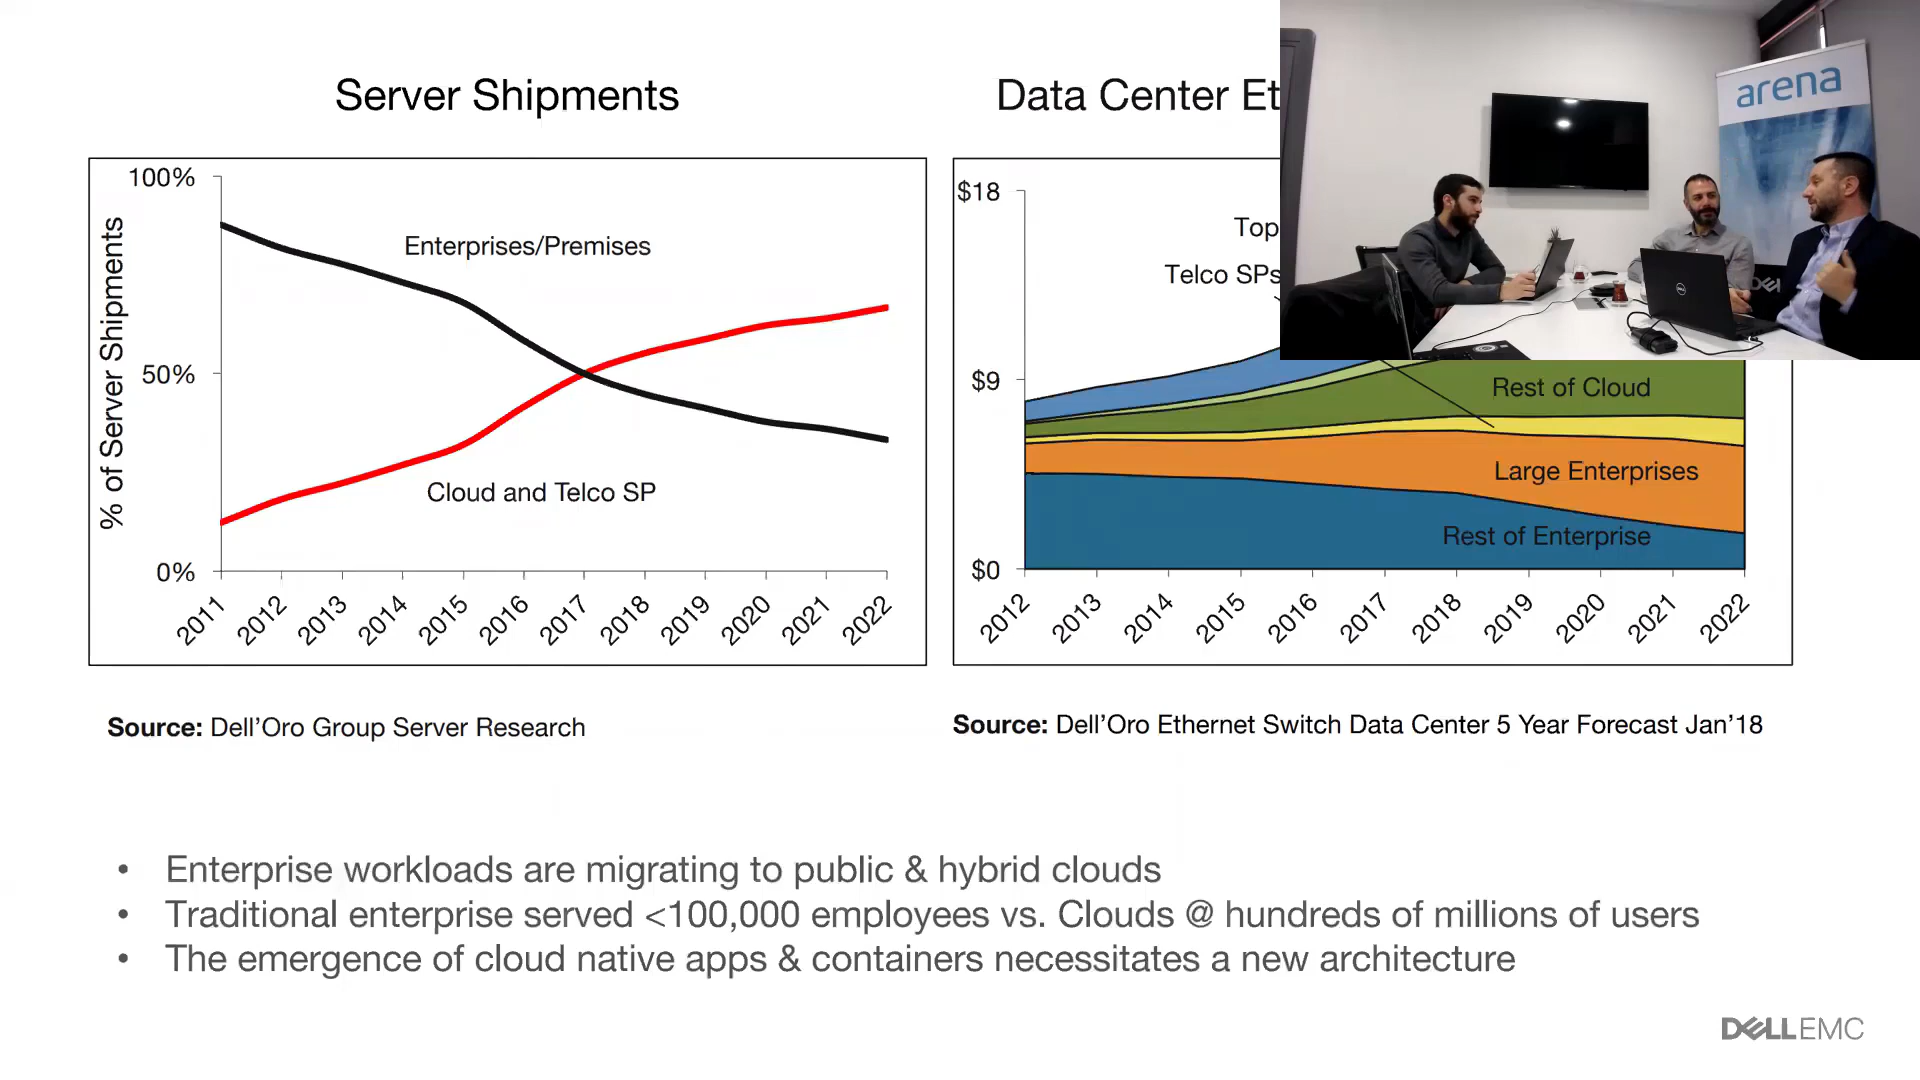 Server Shipments
100%
50%
0%
% of Server Shipments
Enterprises/Premises
Cloud and Telco SP
2011
2012
2013
2014
2015
2016
2017
2018
2019
2020
2021
2022
Source: Dell’Oro Group Server Research
Data Center Et
$18
$9
$0
Top
Telco SPs
Rest of Cloud
Large Enterprises
Rest of Enterprise
2012
2013
2014
2015
2016
2017
2018
2019
2020
2021
2022
Source: Dell’Oro Ethernet Switch Data Center 5 Year Forecast Jan’18
arena
DELL
• Enterprise workloads are migrating to public & hybrid clouds
• Traditional enterprise served <100,000 employees vs. Clouds @ hundreds of millions of users
• The emergence of cloud native apps & containers necessitates a new architecture
DELLEMC